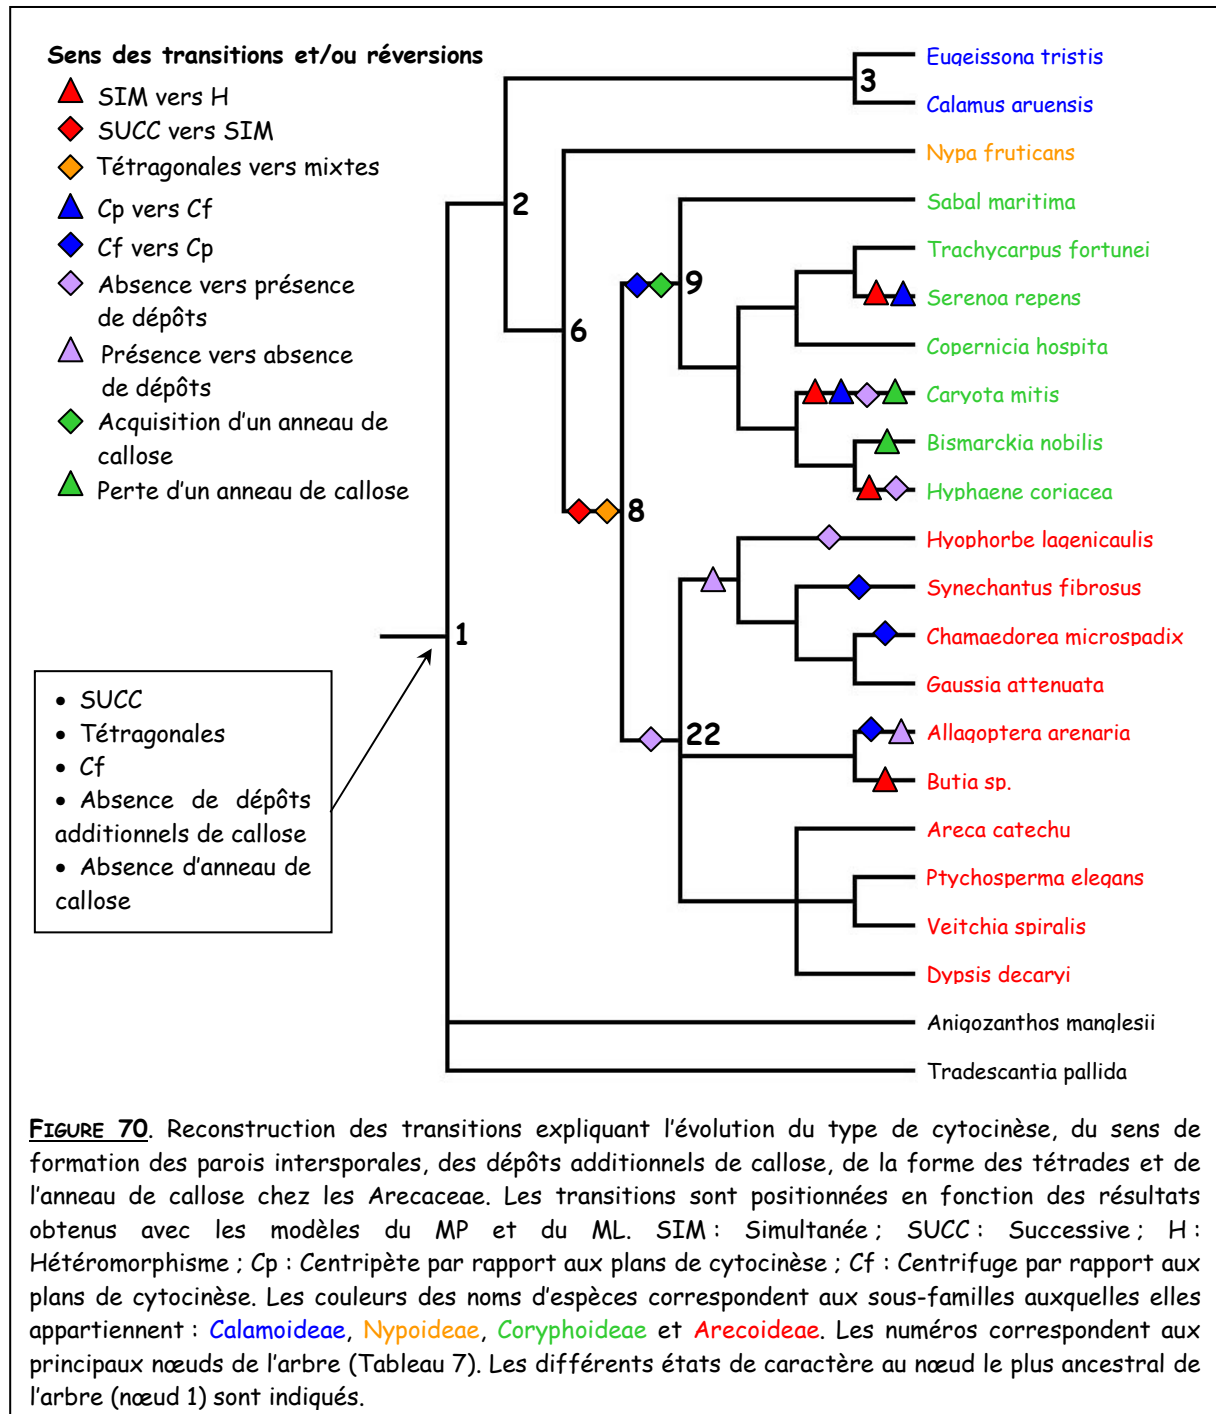 Sens des transitions et/ou réversions
SIM vers H
SUCC vers SIM
Tétragonales vers mixtes
Cp vers Cf
Cf vers Cp
Absence vers présence
de dépôts
Présence vers absence
de dépôts
Acquisition d'un anneau de
callose
Perte d'un anneau de callose
1
2
3
6
8
9
22
Eugeissona tristis
Calamus aruensis
Nypa fruticans
Sabal maritima
Trachycarpus fortunei
Serenoa repens
Copernicia hospita
Caryota mitis
Bismarckia nobilis
Hyphaene coriacea
Hyophorbe lagenicaulis
Synechantus fibrosus
Chamaedorea microspadix
Gaussia attenuata
Allagoptera arenaria
Butia sp.
Areca catechu
Ptychosperma elegans
Veitchia spiralis
Dypsis decaryi
Anigozanthos manglesii
Tradescantia pallida
• SUCC
• Tétragonales
• Cf
• Absence de dépôts
additionnels de callose
• Absence d'anneau de
callose
FIGURE 70. Reconstruction des transitions expliquant l'évolution du type de cytocinèse, du sens de
formation des parois intersporales, des dépôts additionnels de callose, de la forme des tétrades et de
l'anneau de callose chez les Arecaceae. Les transitions sont positionnées en fonction des résultats
obtenus avec les modèles du MP et du ML. SIM : Simultanée ; SUCC : Successive ; H :
Hétéromorphisme ; Cp : Centripète par rapport aux plans de cytocinèse ; Cf : Centrifuge par rapport aux
plans de cytocinèse. Les couleurs des noms d'espèces correspondent aux sous-familles auxquelles elles
appartiennent : Calamoideae, Nypoideae, Coryphoideae et Arecoideae. Les numéros correspondent aux
principaux nœuds de l'arbre (Tableau 7). Les différents états de caractère au nœud le plus ancestral de
l'arbre (nœud 1) sont indiqués.